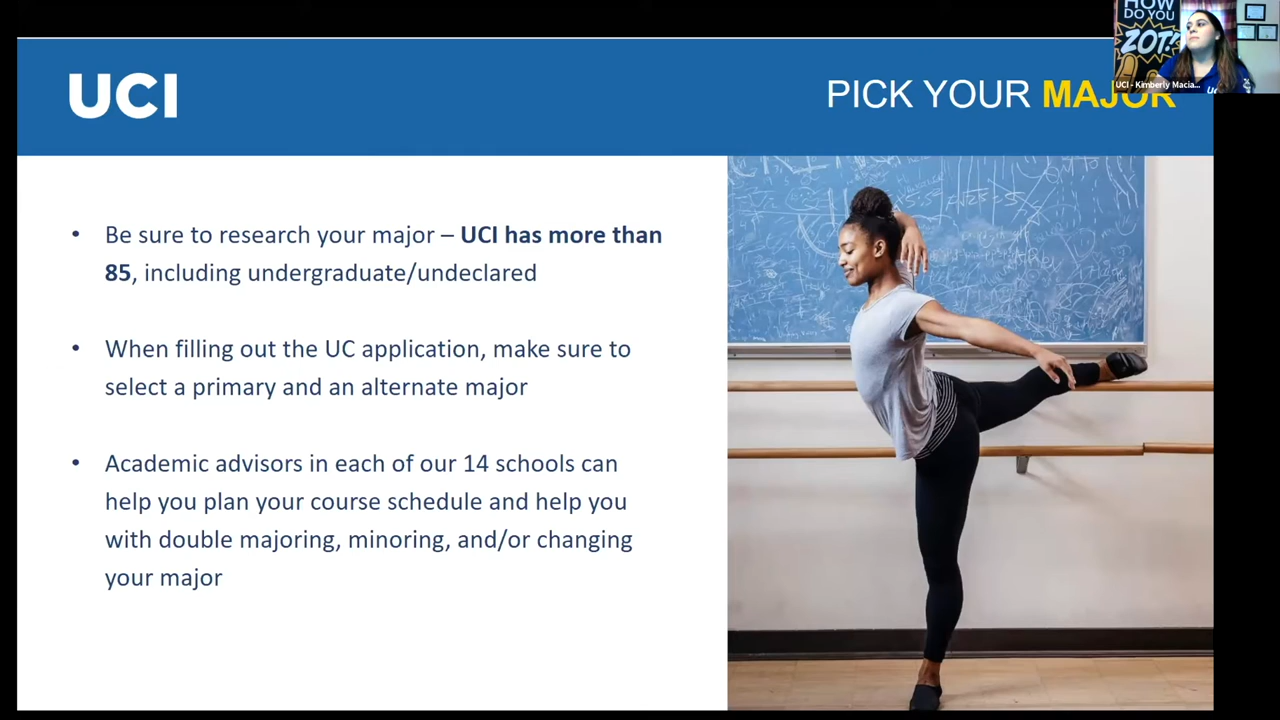 HOW
DO YOU
ZOT!
UCI - Kimberly Macia...
UCI
PICK YOUR MAJOR
• Be sure to research your major – UCI has more than
85, including undergraduate/undeclared
• When filling out the UC application, make sure to
select a primary and an alternate major
• Academic advisors in each of our 14 schools can
help you plan your course schedule and help you
with double majoring, minoring, and/or changing
your major